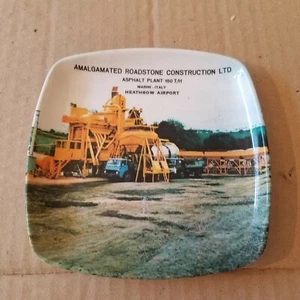 AMALGAMATED ROADSTONE CONSTRUCTION LTD
ASPHALT PLANT 160 T/H
MARINI - ITALY
HEATHROW AIRPORT